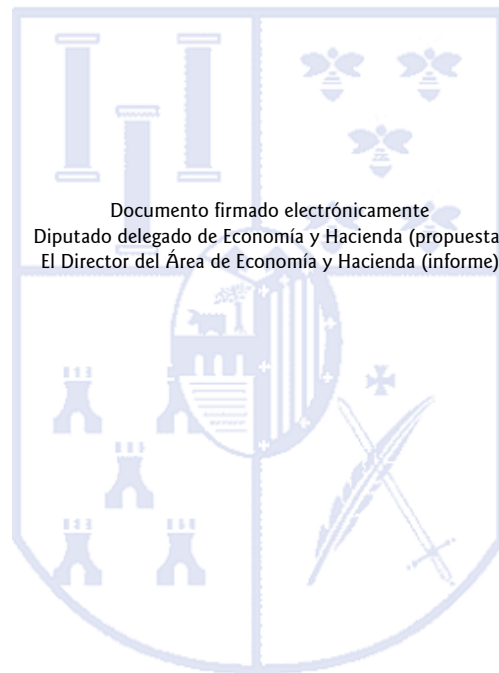 Documento firmado electrónicamente
Diputado delegado de Economía y Hacienda (propuesta
El Director del Área de Economía y Hacienda (informe)